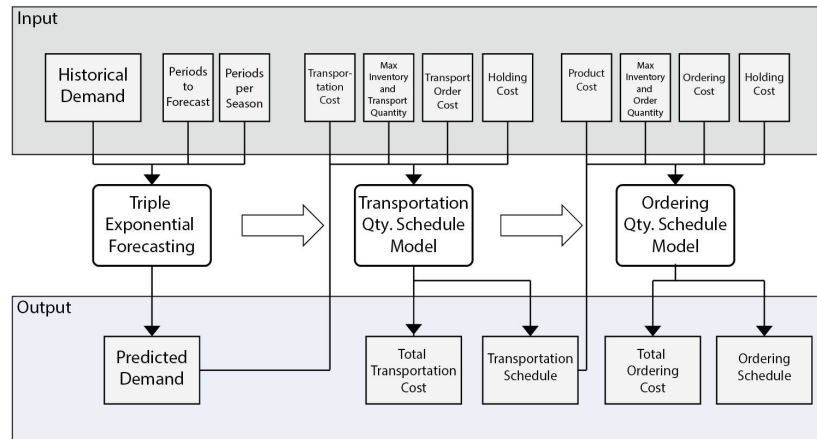 Input
Historical
Demand
Periods
to
Forecast
Periods
per
Season
Transpor-
tation
Cost
Max
Inventory
and
Transport
Quantity
Transport
Order
Cost
Holding
Cost
Product
Cost
Max
Inventory
and
Order
Quantity
Ordering
Cost
Holding
Cost
Triple
Exponential
Forecasting
Transportation
Qty. Schedule
Model
Ordering
Qty. Schedule
Model
Output
Predicted
Demand
Total
Transportation
Cost
Transportation
Schedule
Total
Ordering
Cost
Ordering
Schedule